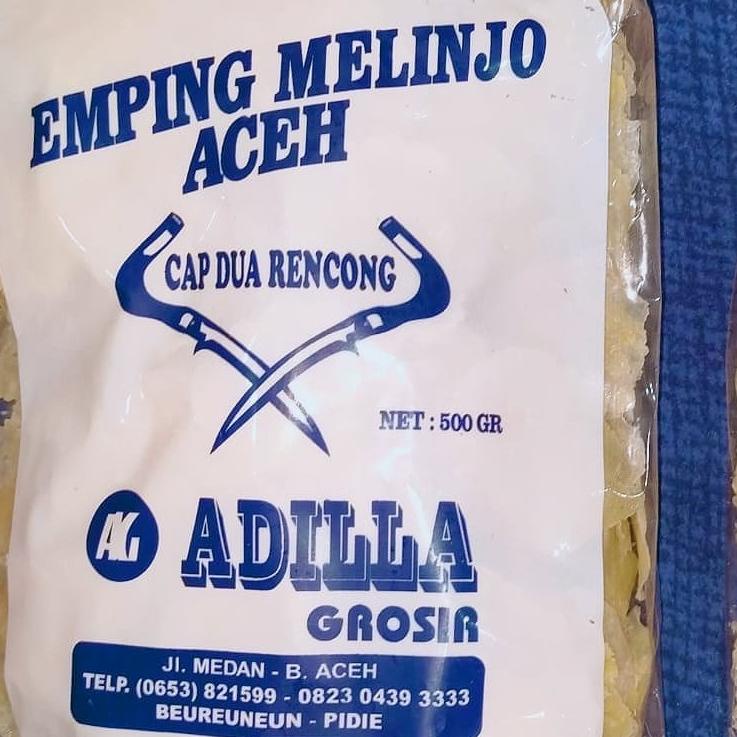 EMPING MELINJO
ACEH
CAP DUA RENCONG
NET : 500 GR
AG ADILLA
GROSIR
Jl. MEDAN - B. ACEH
TELP. (0653) 821599 - 0823 0439 3333
BEUREUNEUN - PIDIE